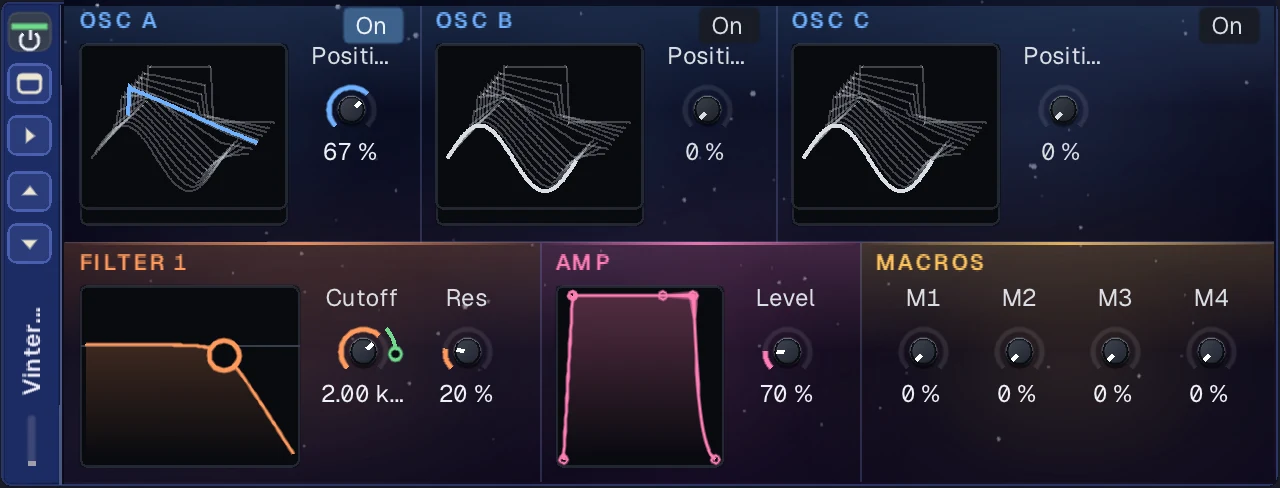 OSC A On
Positi...
67 %
OSC B On
Positi...
0 %
OSC C On
Positi...
0 %
Vinter...
FILTER 1
Cutoff Res
2.00 k... 20 %
AMP
Level
70 %
MACROS
M1 M2 M3 M4
0 % 0 % 0 % 0 %